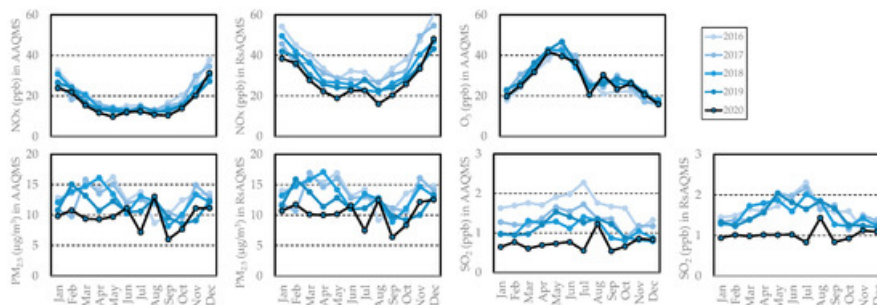 NOx (ppb) in AAQMS
60
40
20
0
NOx (ppb) in RsAQMS
60
40
20
0
O3 (ppb) in AAQMS
60
40
20
0
2016
2017
2018
2019
2020
PM2.5 (μg/m3) in AAQMS
20
15
10
5
0
Jan
Feb
Mar
Apr
May
Jun
Jul
Aug
Sep
Oct
Nov
Dec
PM2.5 (μg/m3) in RsAQMS
20
15
10
5
0
Jan
Feb
Mar
Apr
May
Jun
Jul
Aug
Sep
Oct
Nov
Dec
SO2 (ppb) in AAQMS
3
2
1
0
Jan
Feb
Mar
Apr
May
Jun
Jul
Aug
Sep
Oct
Nov
Dec
SO2 (ppb) in RsAQMS
3
2
1
0
Jan
Feb
Mar
Apr
May
Jun
Jul
Aug
Sep
Oct
Nov
Dec